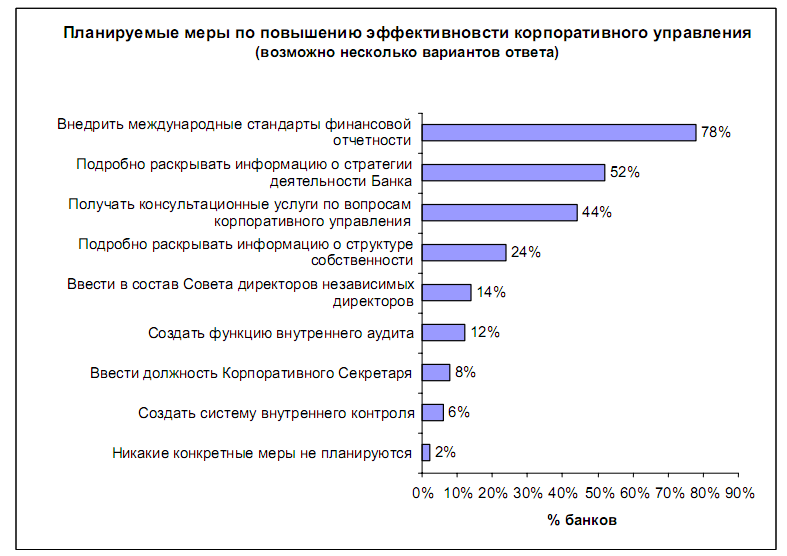 Планируемые меры по повышению эффективновсти корпоративного управления
(возможно несколько вариантов ответа)
Внедрить международные стандарты финансовой
отчетности
78%
Подробно раскрывать информацию о стратегии
деятельности Банка
52%
Получать консультационные услуги по вопросам
корпоративного управления
44%
Подробно раскрывать информацию о структуре
собственности
24%
Ввести в состав Совета директоров независимых
директоров
14%
Создать функцию внутреннего аудита
12%
Ввести должность Корпоративного Секретаря
8%
Создать систему внутреннего контроля
6%
Никакие конкретные меры не планируются
2%
0% 10% 20% 30% 40% 50% 60% 70% 80% 90%
% банков